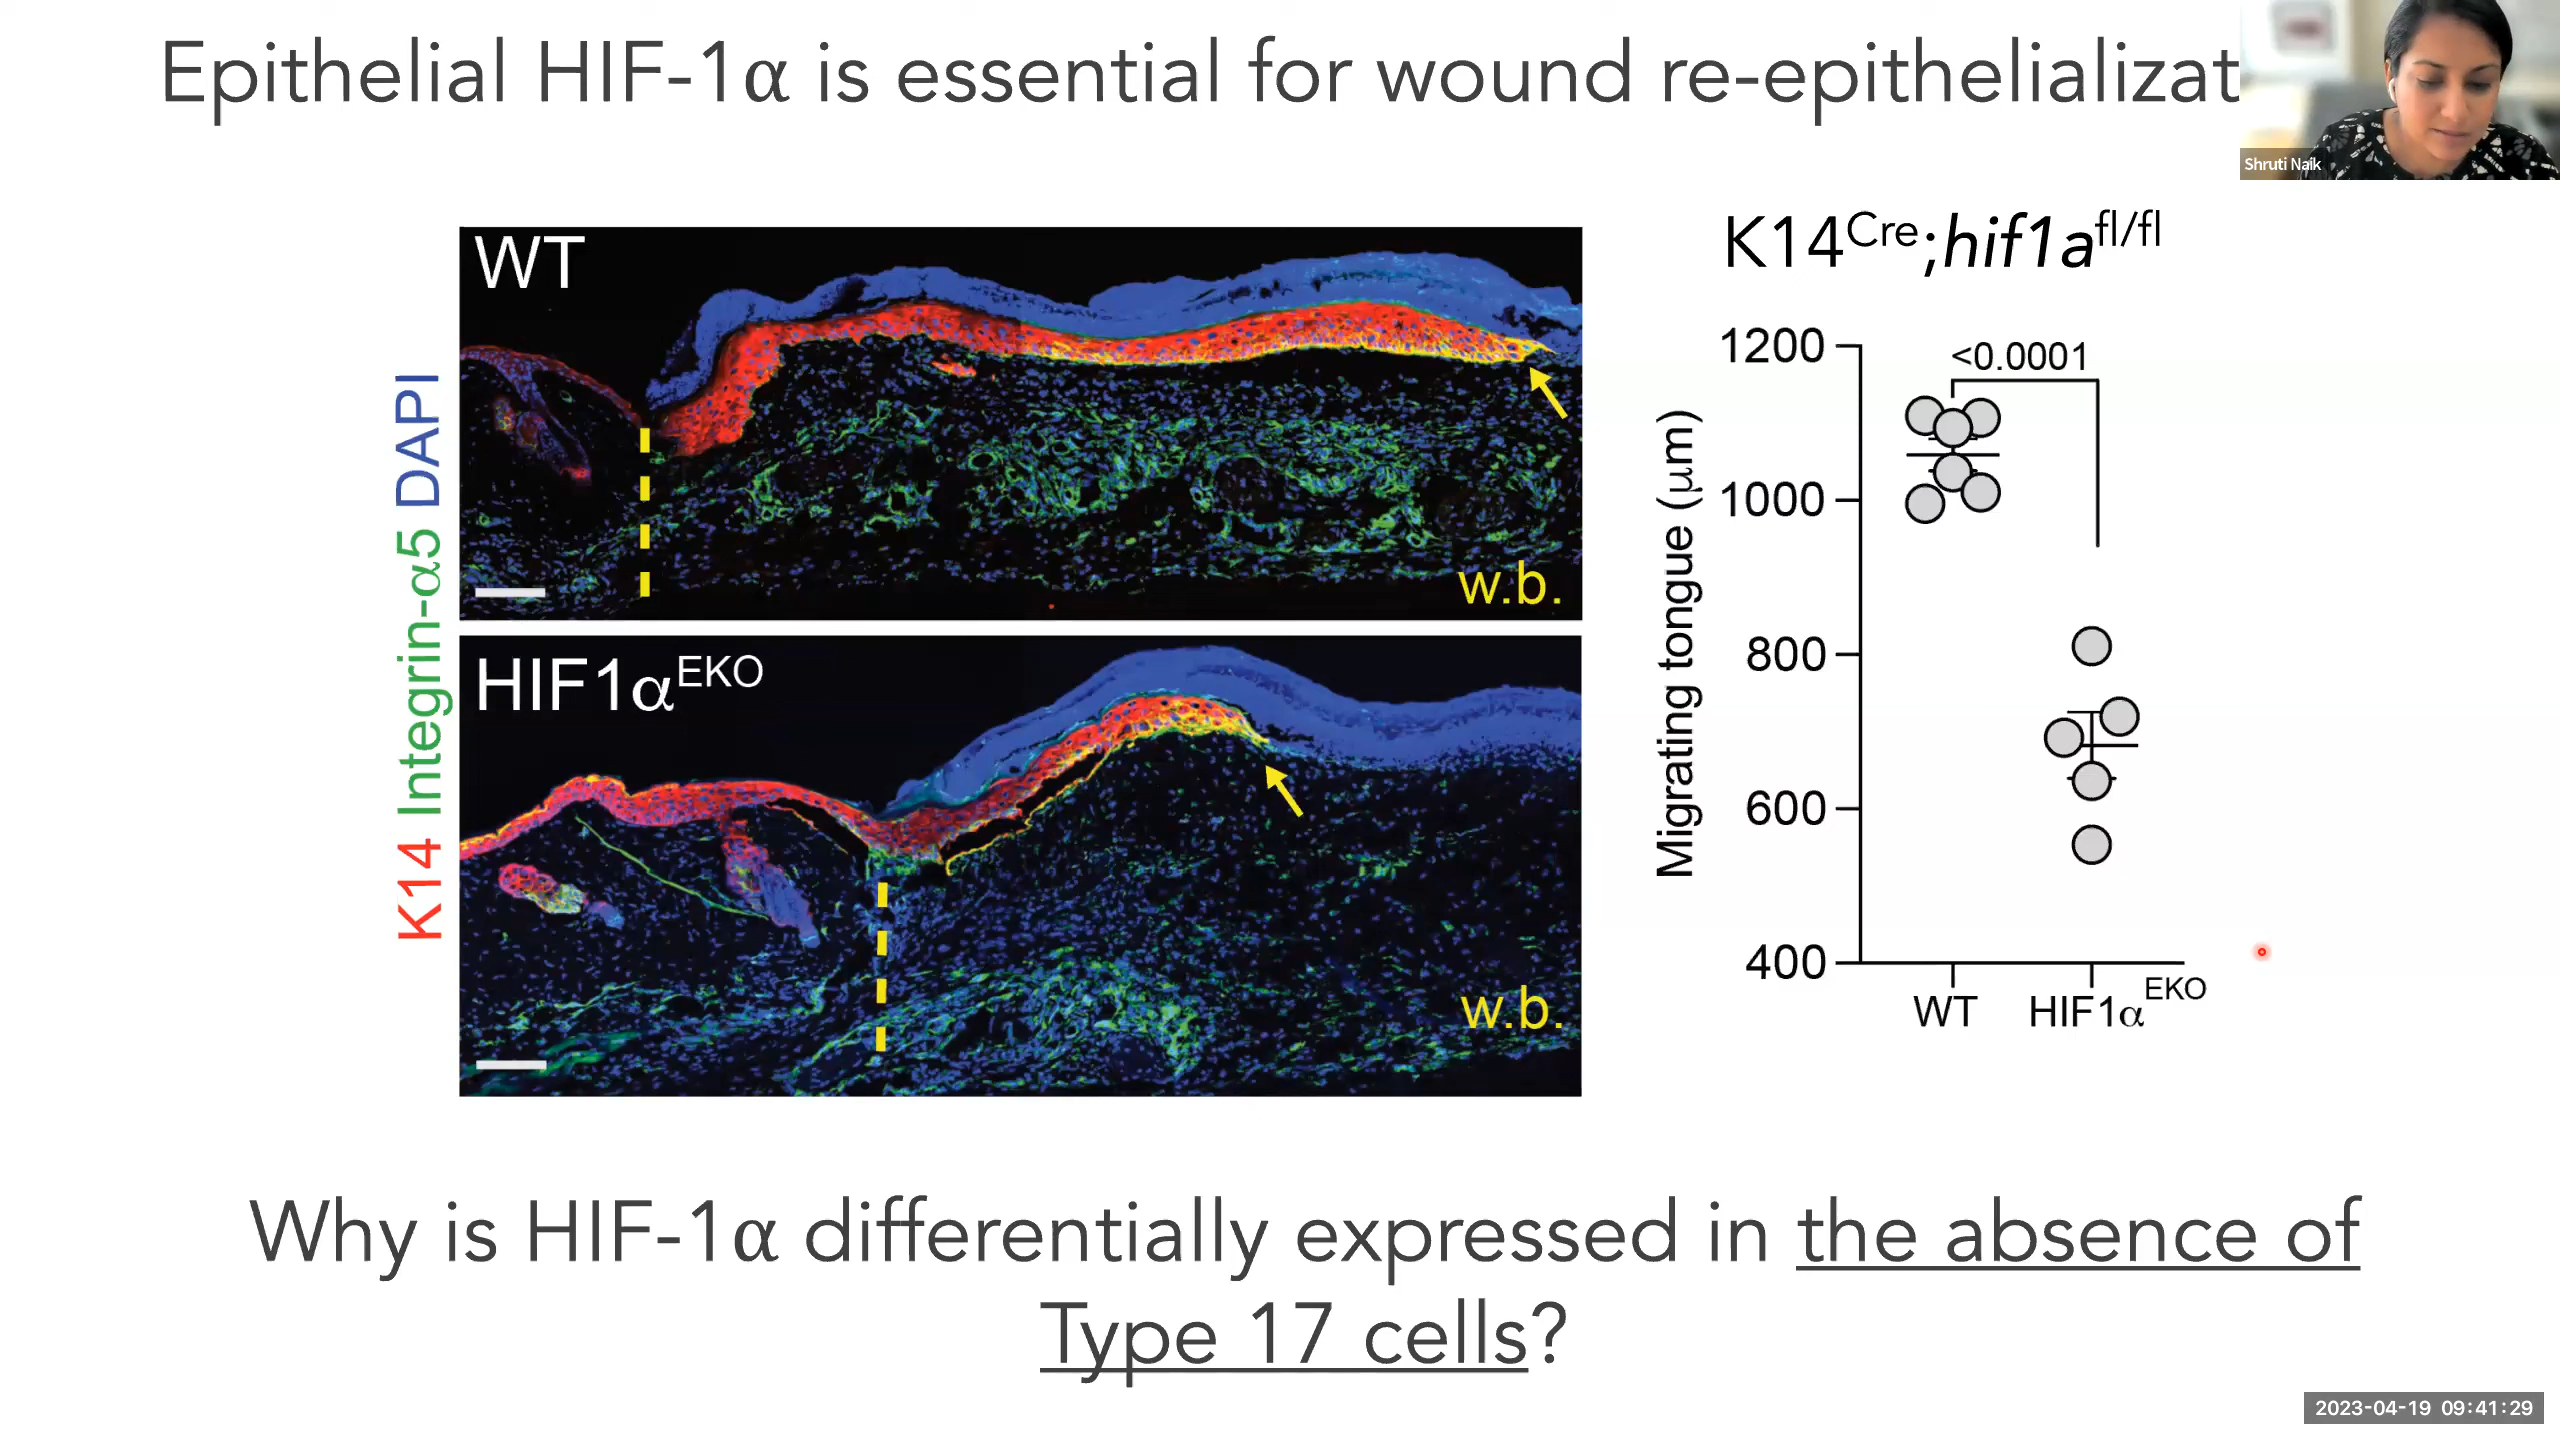 Epithelial HIF-1α is essential for wound re-epithelializat
Shruti Naik
K14 Integrin-α5 DAPI
WT
w.b.
HIF1αEKO
w.b.
K14Cre;hif1afl/fl
<0.0001
Migrating tongue (μm)
1200
1000
800
600
400
WT
HIF1αEKO
Why is HIF-1α differentially expressed in the absence of
Type 17 cells?
2023-04-19 09:41:29